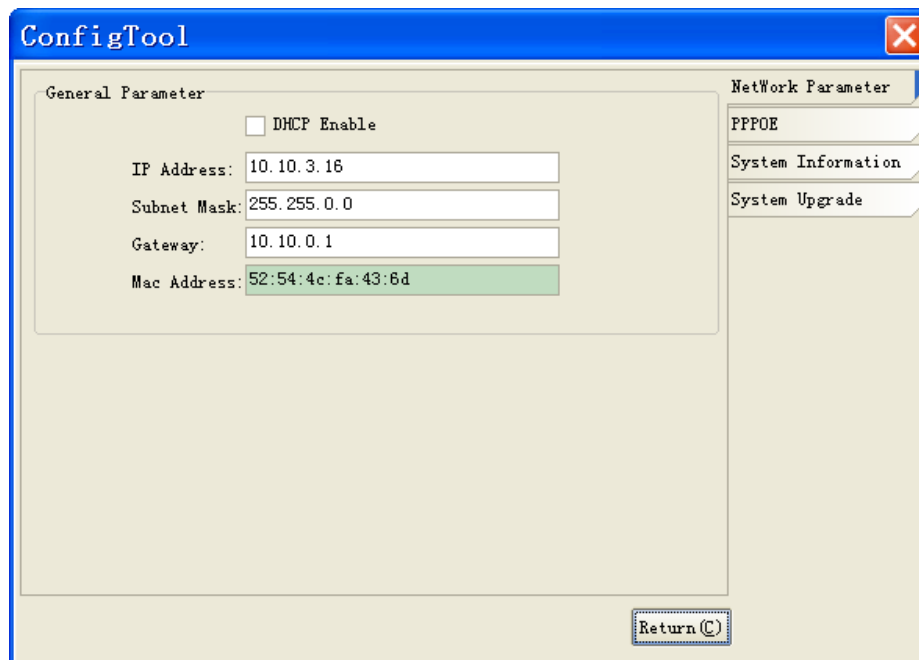 ConfigTool
General Parameter
DHCP Enable
IP Address: 10.10.3.16
Subnet Mask: 255.255.0.0
Gateway: 10.10.0.1
Mac Address: 52:54:4c:fa:43:6d
NetWork Parameter
PPPOE
System Information
System Upgrade
Return(C)